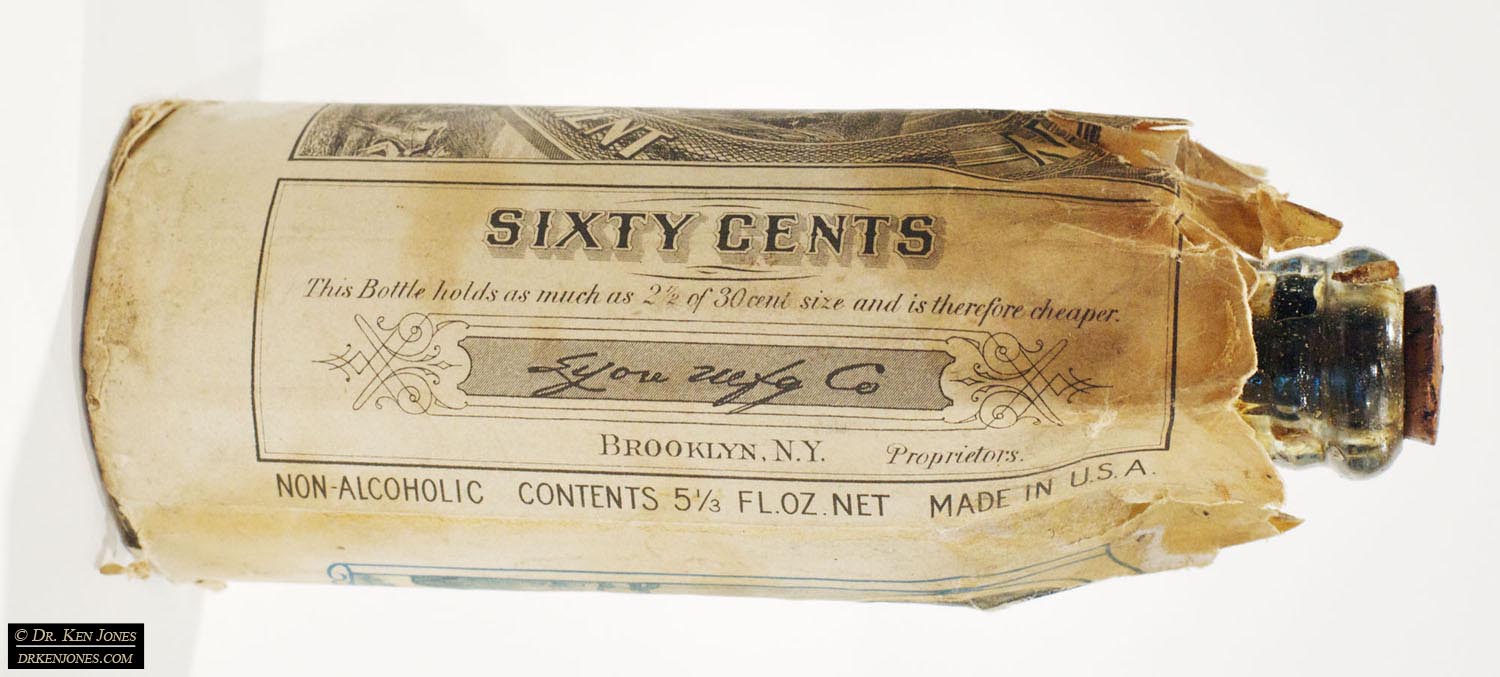 SIXTY CENTS
This Bottle holds as much as 2½ of 30 cent size and is therefore cheaper.
Lyon Mfg Co
BROOKLYN, N.Y. Proprietors.
NON-ALCOHOLIC CONTENTS 5⅓ FL.OZ.NET MADE IN U.S.A.
© DR. KEN JONES
DRKENJONES.COM